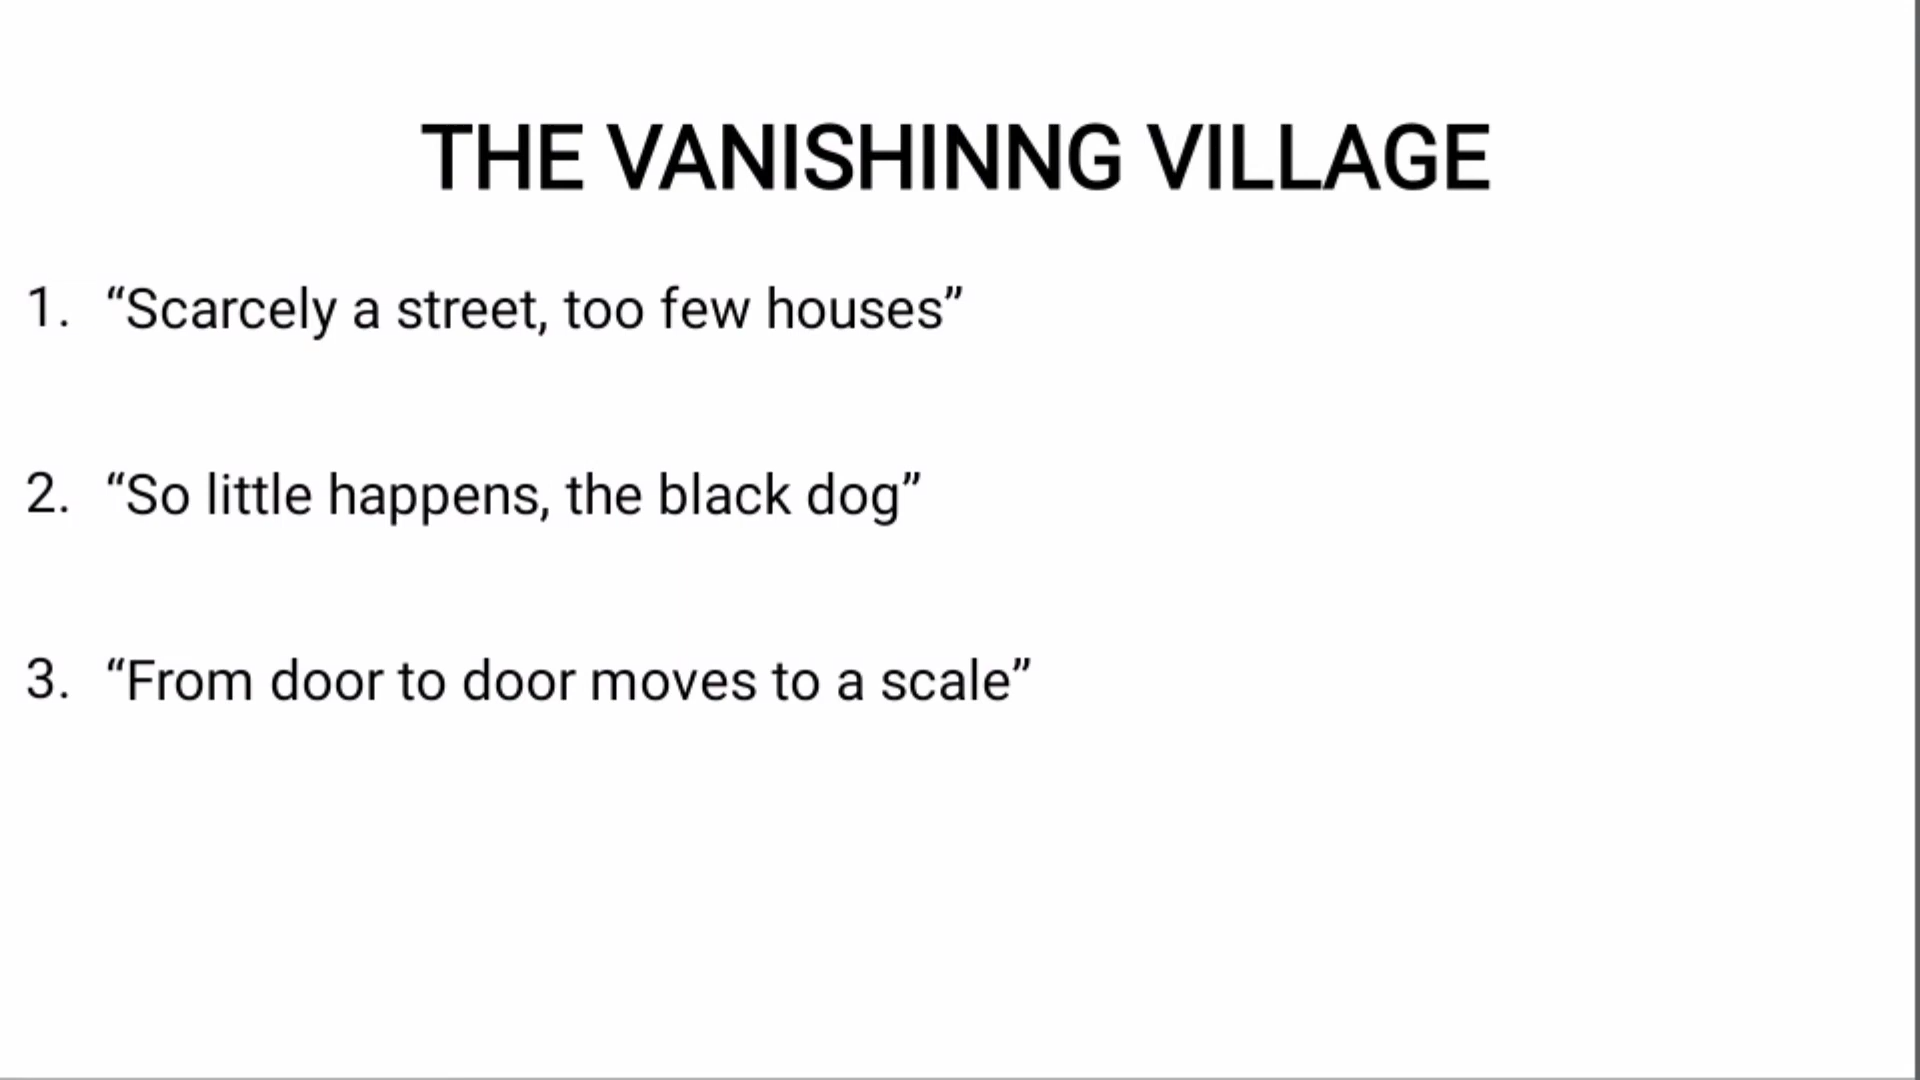 THE VANISHINNG VILLAGE
1. “Scarcely a street, too few houses”
2. “So little happens, the black dog”
3. “From door to door moves to a scale”